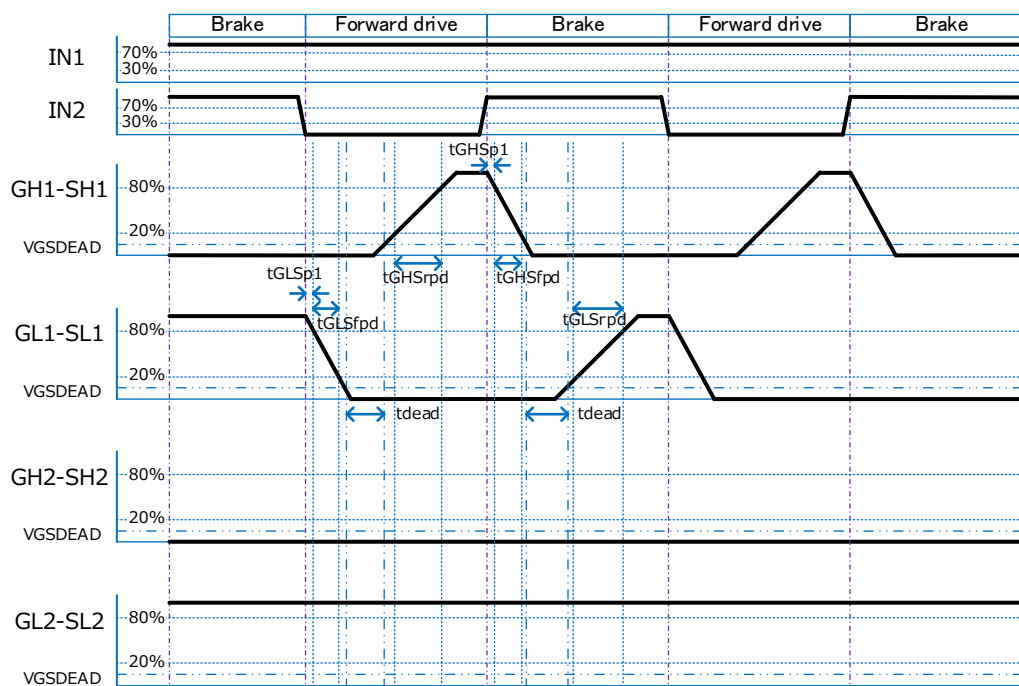 Brake Forward drive Brake Forward drive Brake
IN1
70%
30%
IN2
70%
30%
tGHSp1
GH1-SH1
80%
20%
VGSDEAD
tGLSp1
tGHSrpd
tGHSfpd
tGLSfpd
tGLSrpd
GL1-SL1
80%
20%
VGSDEAD
tdead
tdead
GH2-SH2
80%
20%
VGSDEAD
GL2-SL2
80%
20%
VGSDEAD